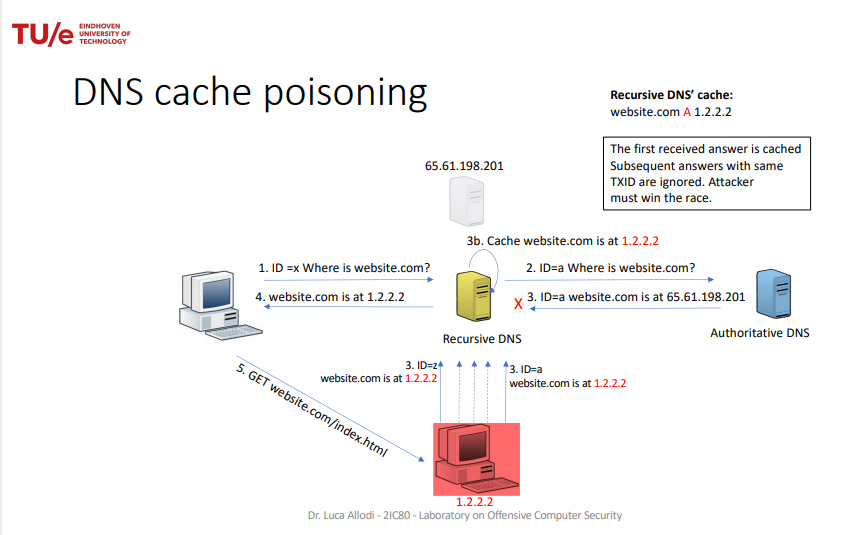 TU/e EINDHOVEN
UNIVERSITY OF
TECHNOLOGY
DNS cache poisoning
Recursive DNS’ cache:
website.com A 1.2.2.2
The first received answer is cached
Subsequent answers with same
TXID are ignored. Attacker
must win the race.
65.61.198.201
3b. Cache website.com is at 1.2.2.2
1. ID =x Where is website.com?
2. ID=a Where is website.com?
4. website.com is at 1.2.2.2
X 3. ID=a website.com is at 65.61.198.201
Recursive DNS
Authoritative DNS
3. ID=z
website.com is at 1.2.2.2
3. ID=a
website.com is at 1.2.2.2
5. GET website.com/index.html
1.2.2.2
Dr. Luca Allodi - 2IC80 - Laboratory on Offensive Computer Security